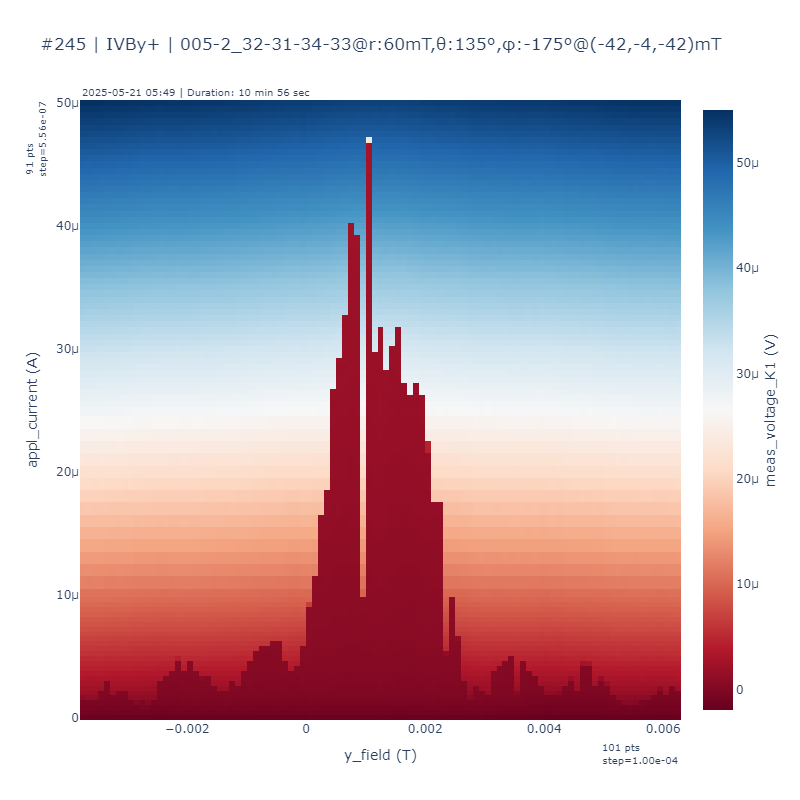 #245 | IVBy+ | 005-2_32-31-34-33@r:60mT,θ:135°,φ:-175°@(-42,-4,-42)mT
2025-05-21 05:49 | Duration: 10 min 56 sec
91 pts
step=5.56e-07
50μ
40μ
30μ
20μ
10μ
0
appl_current (A)
−0.002
0
0.002
0.004
0.006
y_field (T)
101 pts
step=1.00e-04
50μ
40μ
30μ
20μ
10μ
0
meas_voltage_K1 (V)